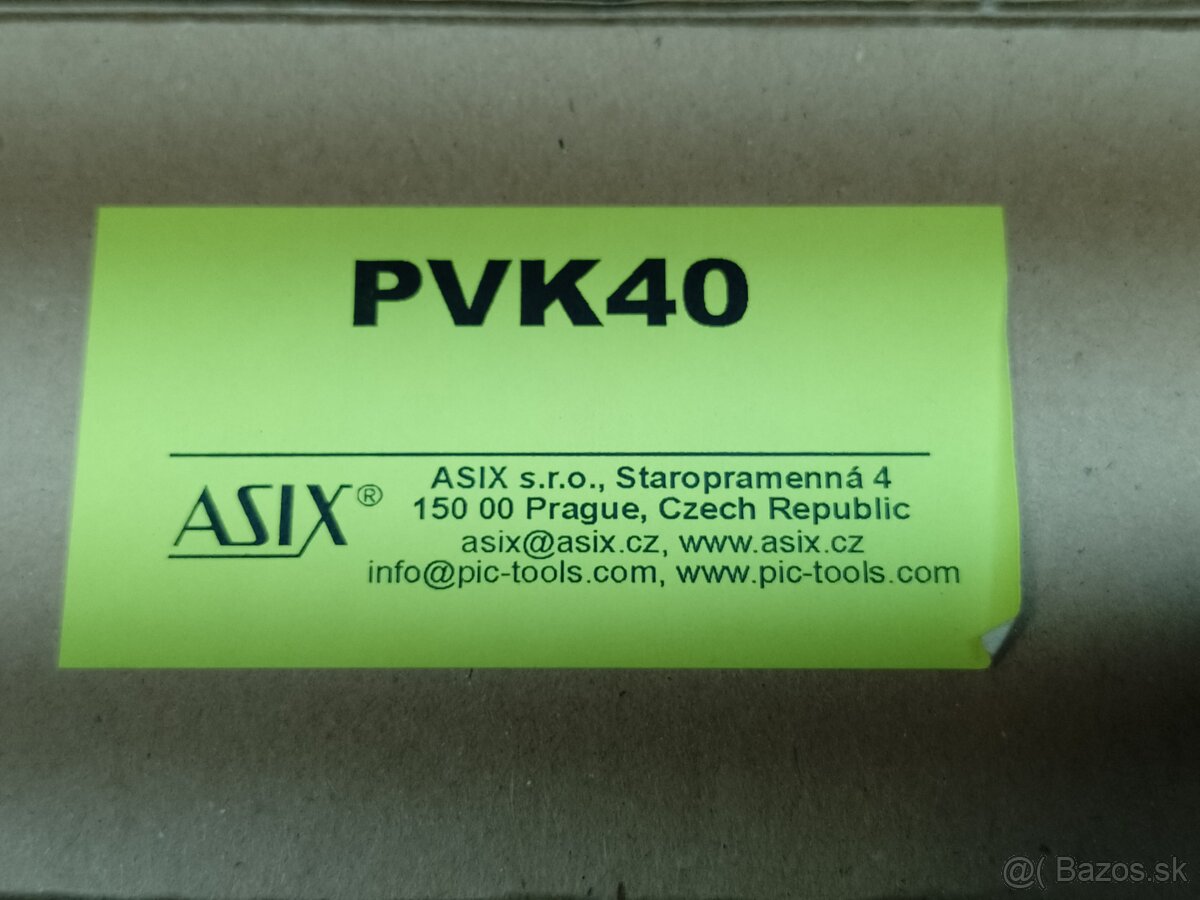 PVK40
ASIX®
ASIX s.r.o., Staropramenná 4
150 00 Prague, Czech Republic
asix@asix.cz, www.asix.cz
info@pic-tools.com, www.pic-tools.com
@( Bazos.sk